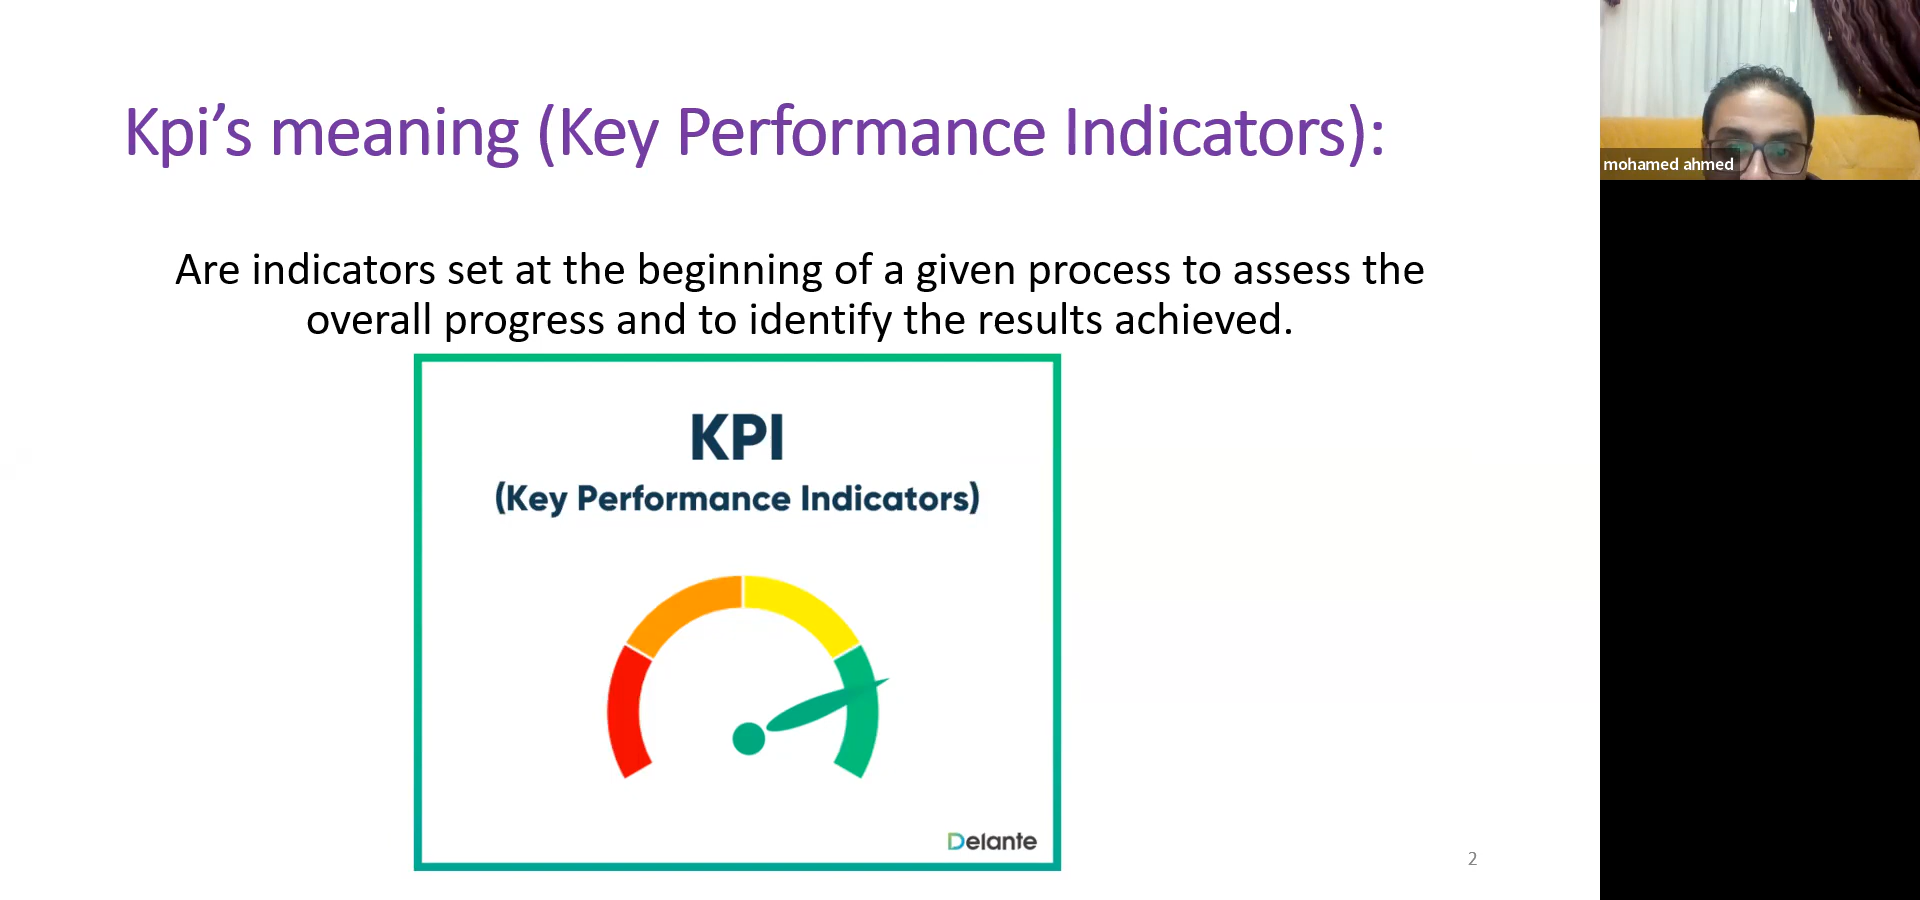 Kpi’s meaning (Key Performance Indicators):
Are indicators set at the beginning of a given process to assess the
overall progress and to identify the results achieved.
KPI
(Key Performance Indicators)
Delante
2
mohamed ahmed